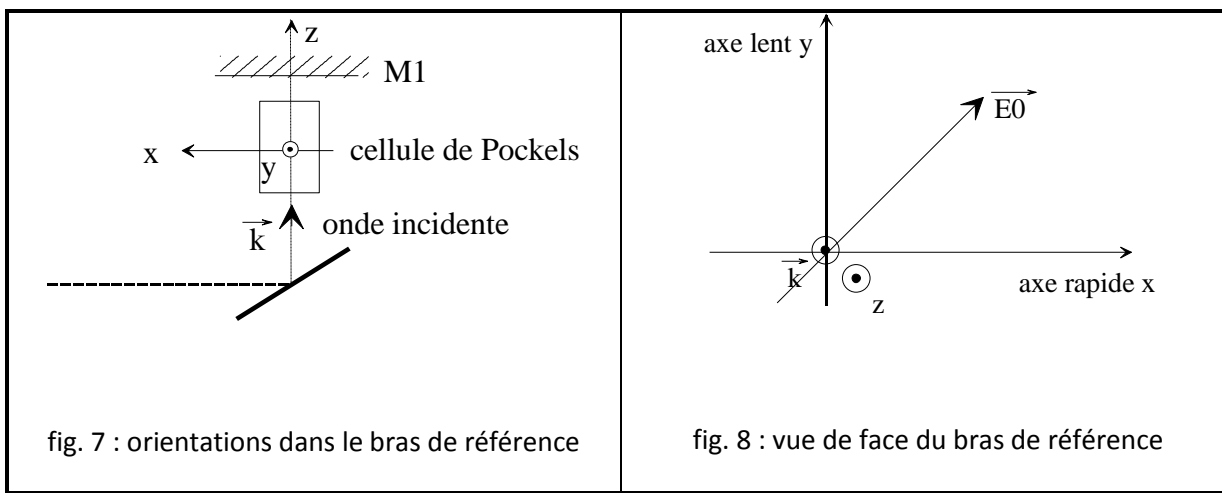 z
M1
x
y
cellule de Pockels
k
onde incidente
fig. 7 : orientations dans le bras de référence
axe lent y
E0
k
z
axe rapide x
fig. 8 : vue de face du bras de référence